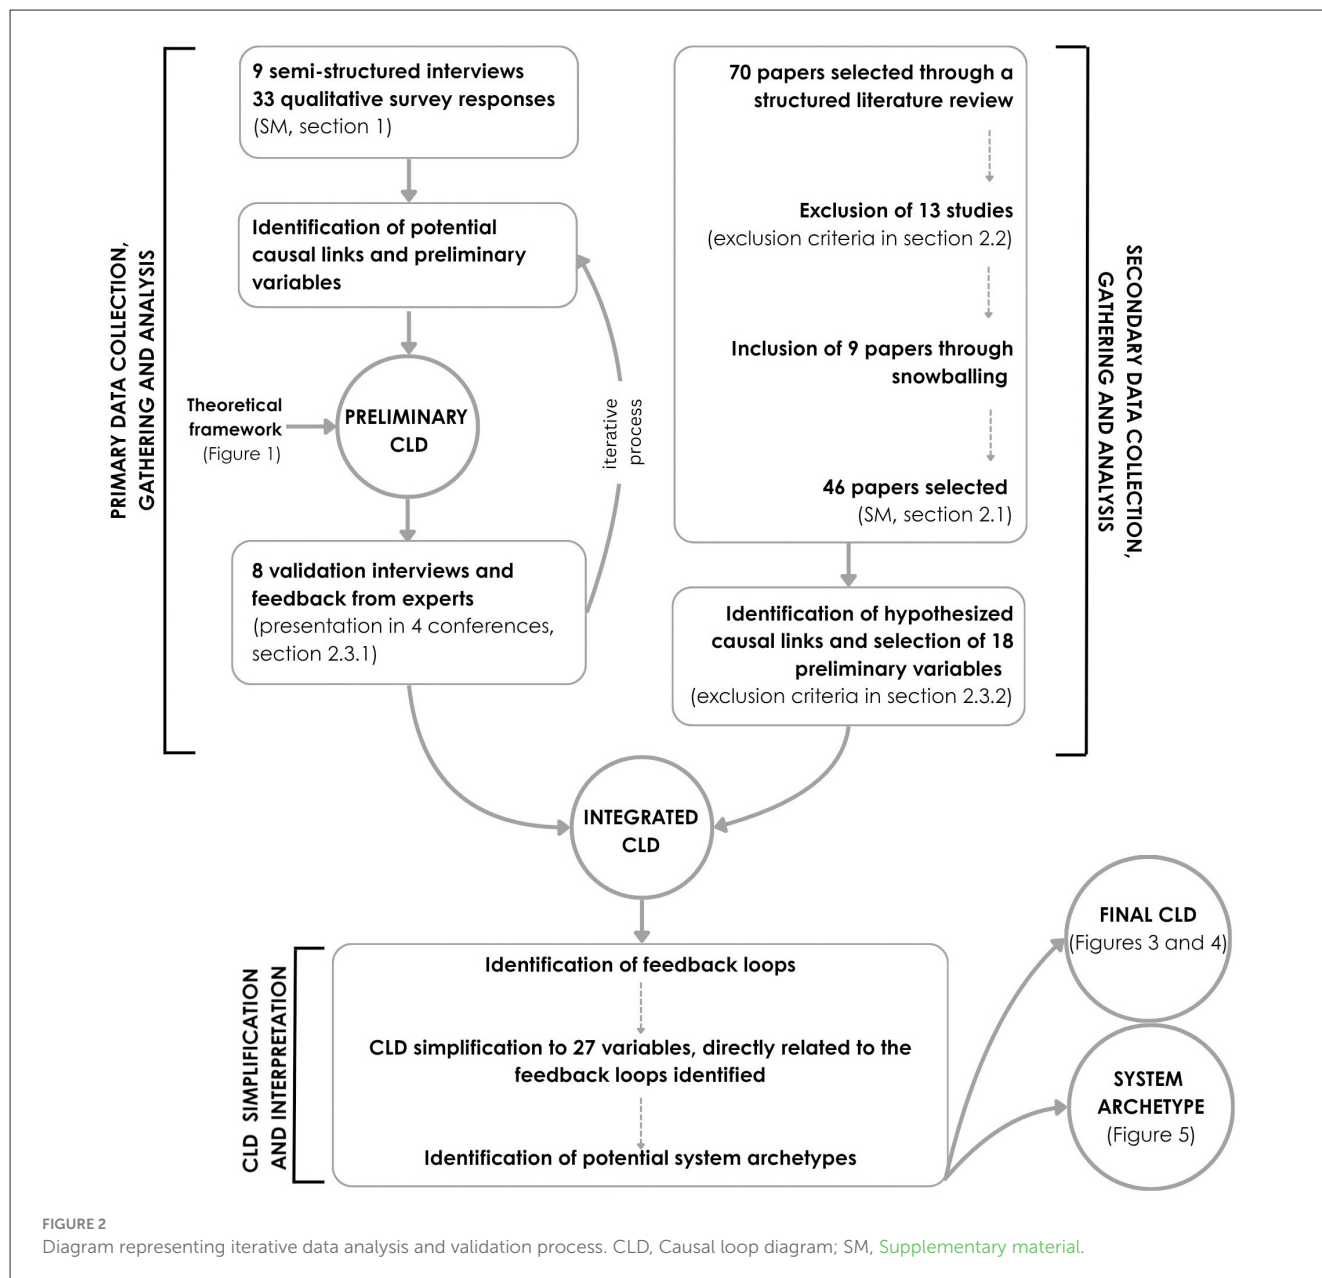 PRIMARY DATA COLLECTION,
GATHERING AND ANALYSIS
9 semi-structured interviews
33 qualitative survey responses
(SM, section 1)
Identification of potential
causal links and preliminary
variables
Theoretical
framework
(Figure 1)
PRELIMINARY
CLD
iterative
process
8 validation interviews and
feedback from experts
(presentation in 4 conferences,
section 2.3.1)
70 papers selected through a
structured literature review
Exclusion of 13 studies
(exclusion criteria in section 2.2)
Inclusion of 9 papers through
snowballing
46 papers selected
(SM, section 2.1)
Identification of hypothesized
causal links and selection of 18
preliminary variables
(exclusion criteria in section 2.3.2)
SECONDARY DATA COLLECTION,
GATHERING AND ANALYSIS
INTEGRATED
CLD
CLD SIMPLIFICATION
AND INTERPRETATION
Identification of feedback loops
CLD simplification to 27 variables, directly related to the
feedback loops identified
Identification of potential system archetypes
FINAL CLD
(Figures 3 and 4)
SYSTEM
ARCHETYPE
(Figure 5)
FIGURE 2
Diagram representing iterative data analysis and validation process. CLD, Causal loop diagram; SM, Supplementary material.